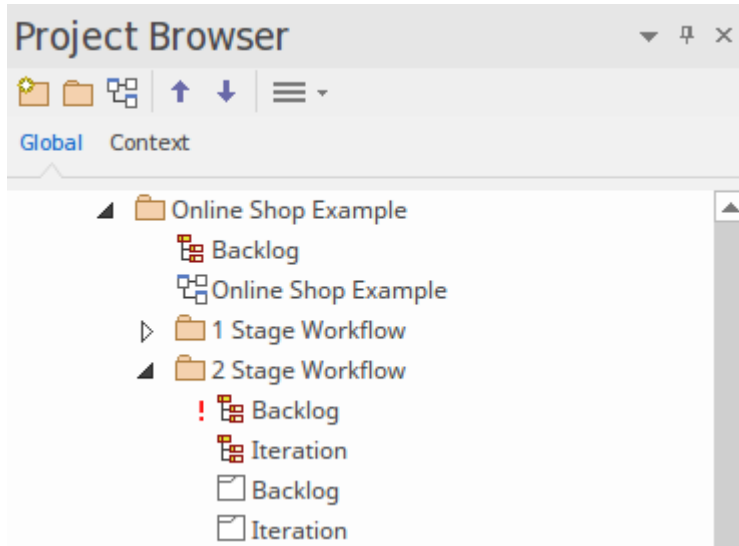 Project Browser
Global Context
Online Shop Example
Backlog
Online Shop Example
1 Stage Workflow
2 Stage Workflow
! Backlog
Iteration
Backlog
Iteration